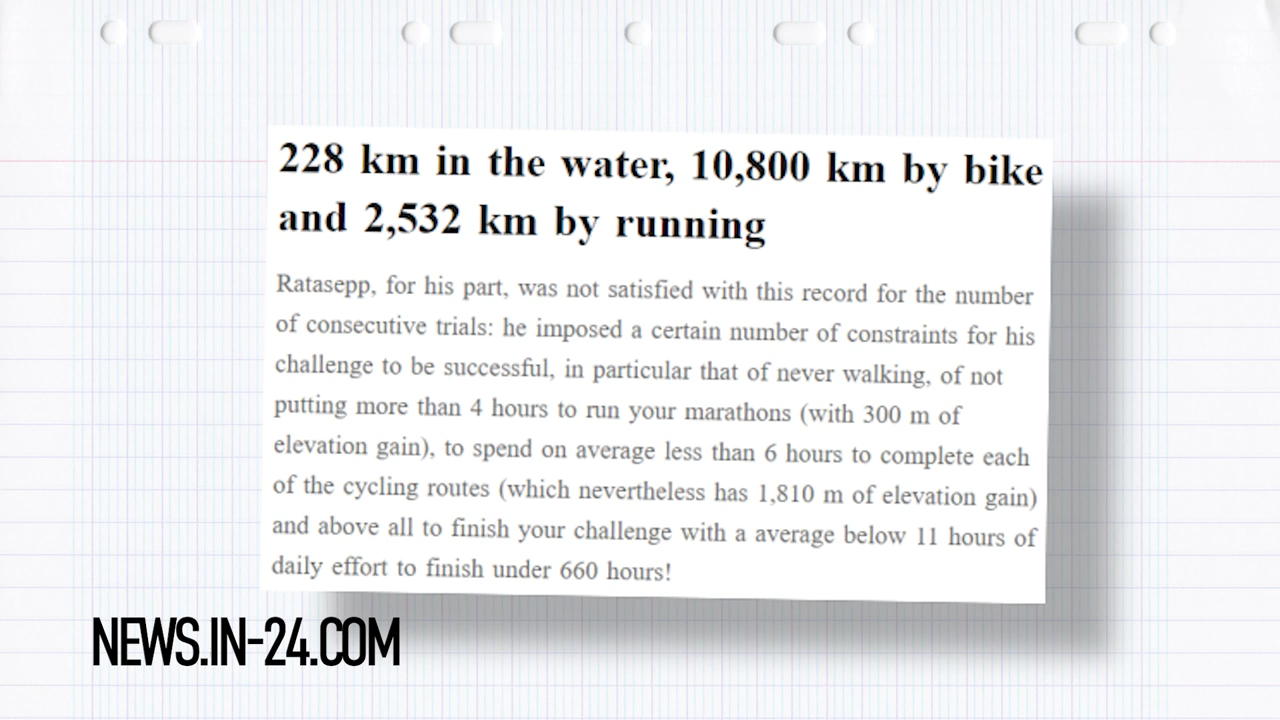 228 km in the water, 10,800 km by bike
and 2,532 km by running
Ratasepp, for his part, was not satisfied with this record for the number
of consecutive trials: he imposed a certain number of constraints for his
challenge to be successful, in particular that of never walking, of not
putting more than 4 hours to run your marathons (with 300 m of
elevation gain), to spend on average less than 6 hours to complete each
of the cycling routes (which nevertheless has 1,810 m of elevation gain)
and above all to finish your challenge with a average below 11 hours of
daily effort to finish under 660 hours!
NEWS.IN-24.COM